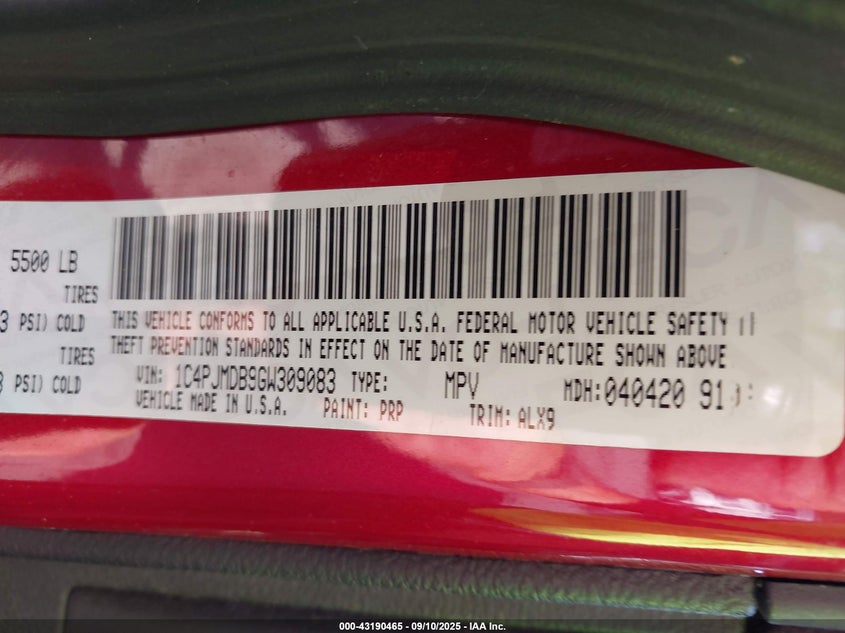 5500 LB
TIRES
3 PSI) COLD
TIRES
PSI) COLD
THIS VEHICLE CONFORMS TO ALL APPLICABLE U.S.A. FEDERAL MOTOR VEHICLE SAFETY
THEFT PREVENTION STANDARDS IN EFFECT ON THE DATE OF MANUFACTURE SHOWN ABOVE
VIN: 1C4PJMDB9GW309083 TYPE: MPV MDH:040420 91
VEHICLE MADE IN U.S.A. PAINT: PRP TRIM: ALX9
000-43190465 - 09/10/2025 - IAA Inc.